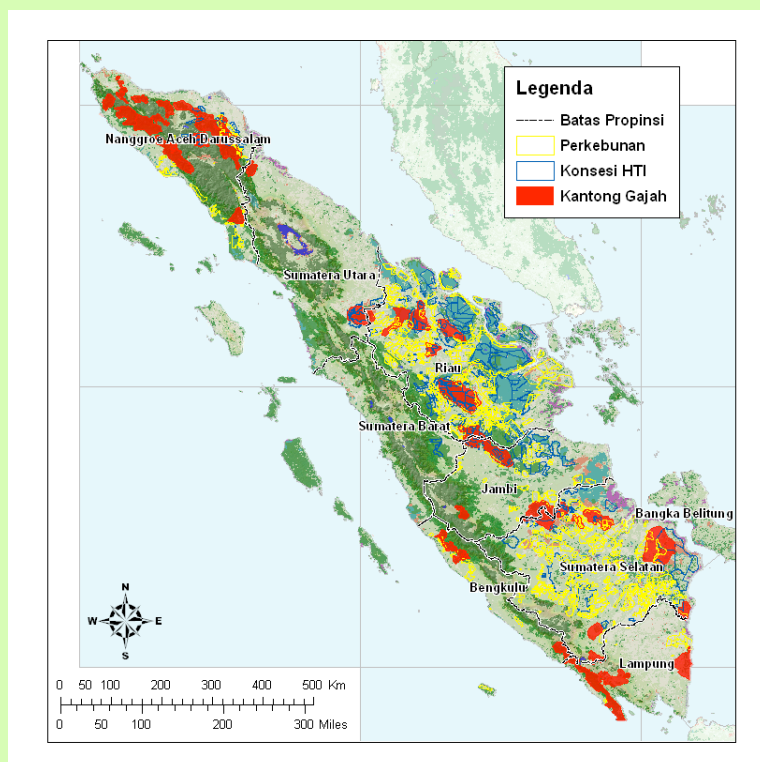 Legenda
Batas Propinsi
Perkebunan
Konsesi HTI
Kantong Gajah
Nanggroe Aceh Darussalam
Sumatera Utara
Riau
Sumatera Barat
Jambi
Bangka Belitung
Sumatera Selatan
Bengkulu
Lampung
N
W E
S
0 50 100 200 300 400 500 Km
0 50 100 200 300 Miles